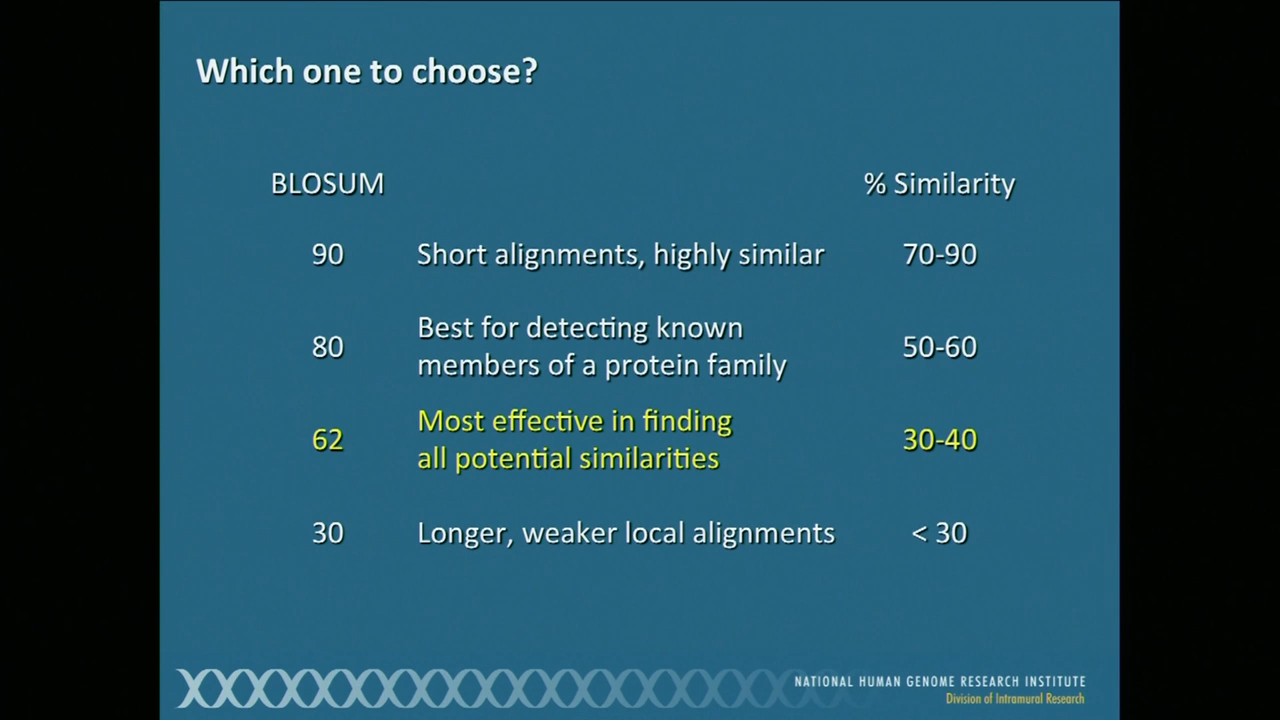 Which one to choose?
BLOSUM % Similarity
90 Short alignments, highly similar 70-90
Best for detecting known
80 members of a protein family 50-60
Most effective in finding
62 all potential similarities 30-40
30 Longer, weaker local alignments < 30
NATIONAL HUMAN GENOME RESEARCH INSTITUTE
Division of Intramural Research